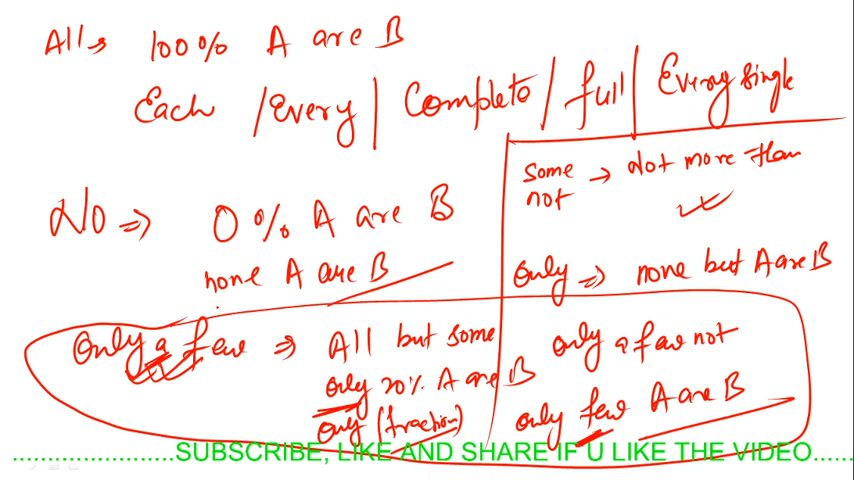 All ⇒ 100% A are B
Each / Every | Complete / full | Every single
No ⇒ 0% A are B
none A are B
Some not → Not more than
Only ⇒ none but A are B
Only a few ⇒ All but some
only 20% A are B
only (fraction)
only a few not
only few A are B
........................SUBSCRIBE, LIKE AND SHARE IF U LIKE THE VIDEO......